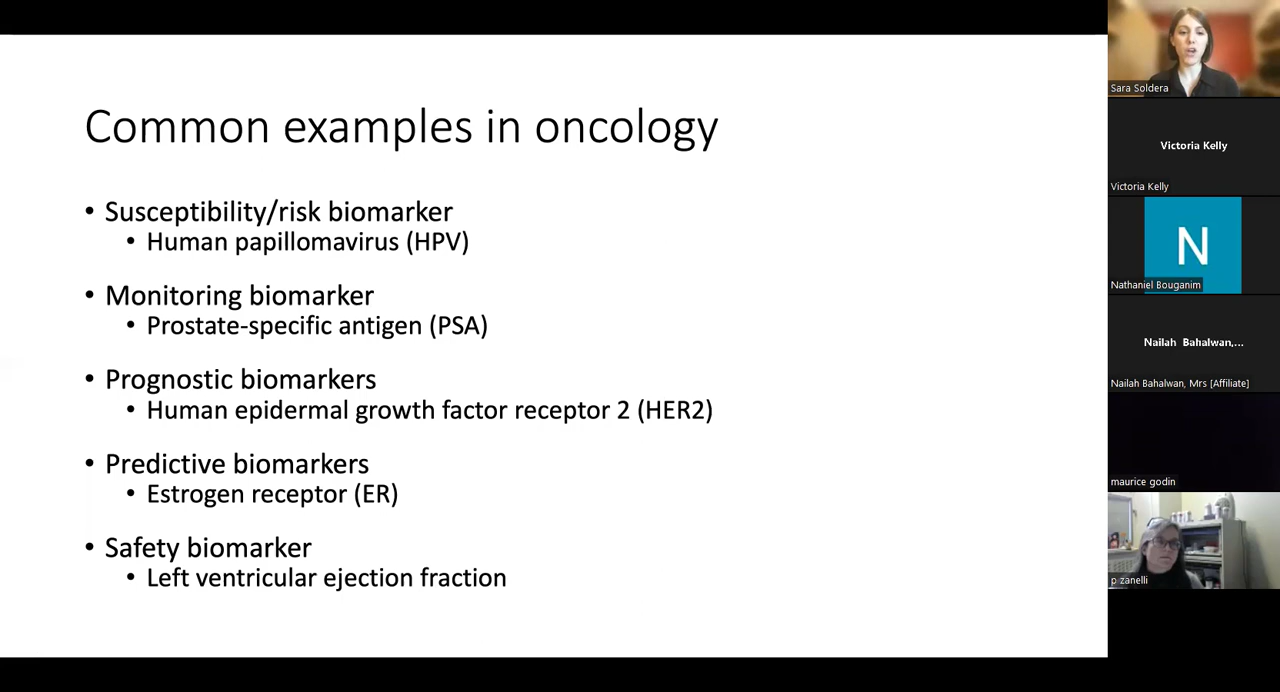 Common examples in oncology
• Susceptibility/risk biomarker
• Human papillomavirus (HPV)
• Monitoring biomarker
• Prostate-specific antigen (PSA)
• Prognostic biomarkers
• Human epidermal growth factor receptor 2 (HER2)
• Predictive biomarkers
• Estrogen receptor (ER)
• Safety biomarker
• Left ventricular ejection fraction
Sara Soldera
Victoria Kelly
Victoria Kelly
N
Nathaniel Bouganim
Nailah Bahalwan,...
Nailah Bahalwan, Mrs [Affiliate]
maurice godin
p zanelli